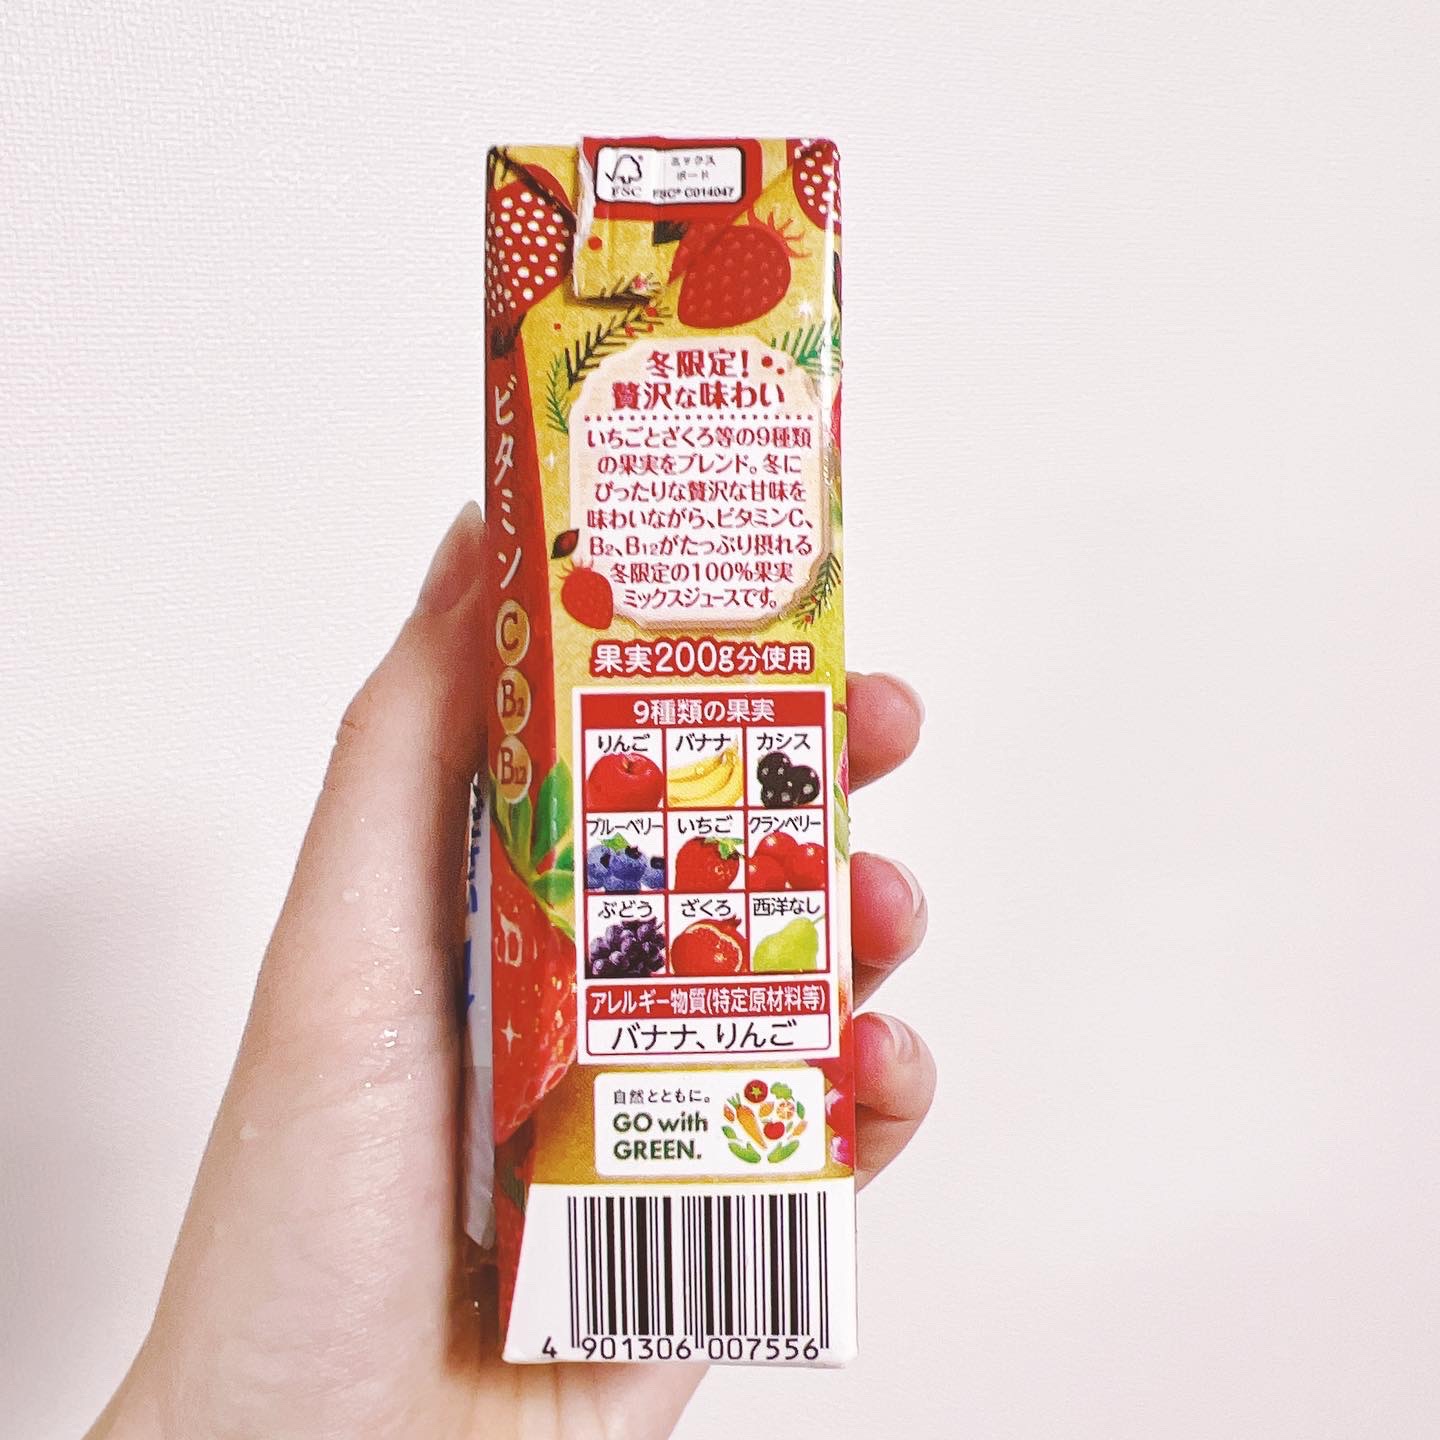 FSC
ミックス
ボード
FSC® C014047
冬限定!
贅沢な味わい
いちごとざくろ等の9種類
の果実をブレンド。冬に
ぴったりな贅沢な甘味を
味わいながら、ビタミンC、
B2、B12がたっぷり摂れる
冬限定の100%果実
ミックスジュースです。
果実200g分使用
9種類の果実
りんご バナナ カシス
ブルーベリー いちご クランベリー
ぶどう ざくろ 西洋なし
アレルギー物質(特定原材料等)
バナナ、りんご
自然とともに。
GO with
GREEN.
4 901306 007556
ビタミン
C
B2
B12